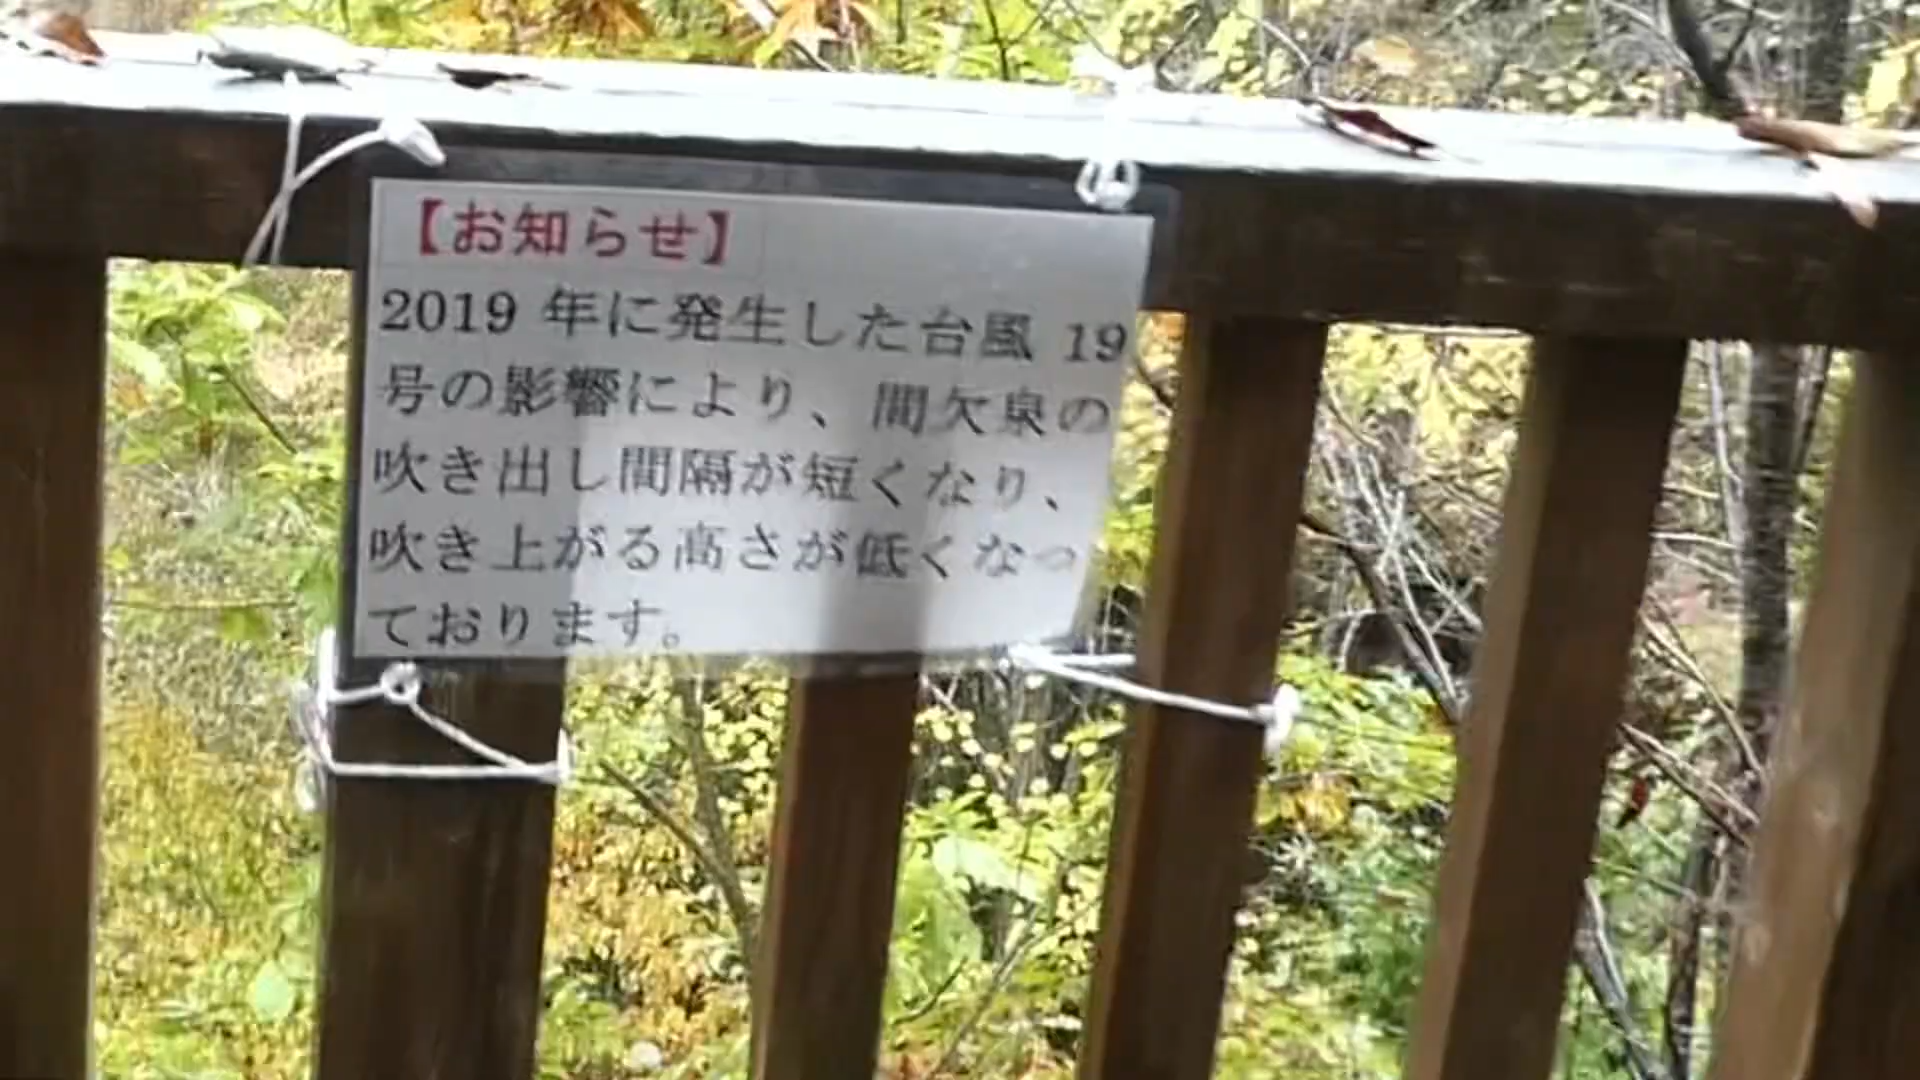 【お知らせ】
2019 年に発生した台風 19
号の影響により、間欠泉の
吹き出し間隔が短くなり、
吹き上がる高さが低くなっ
ております。